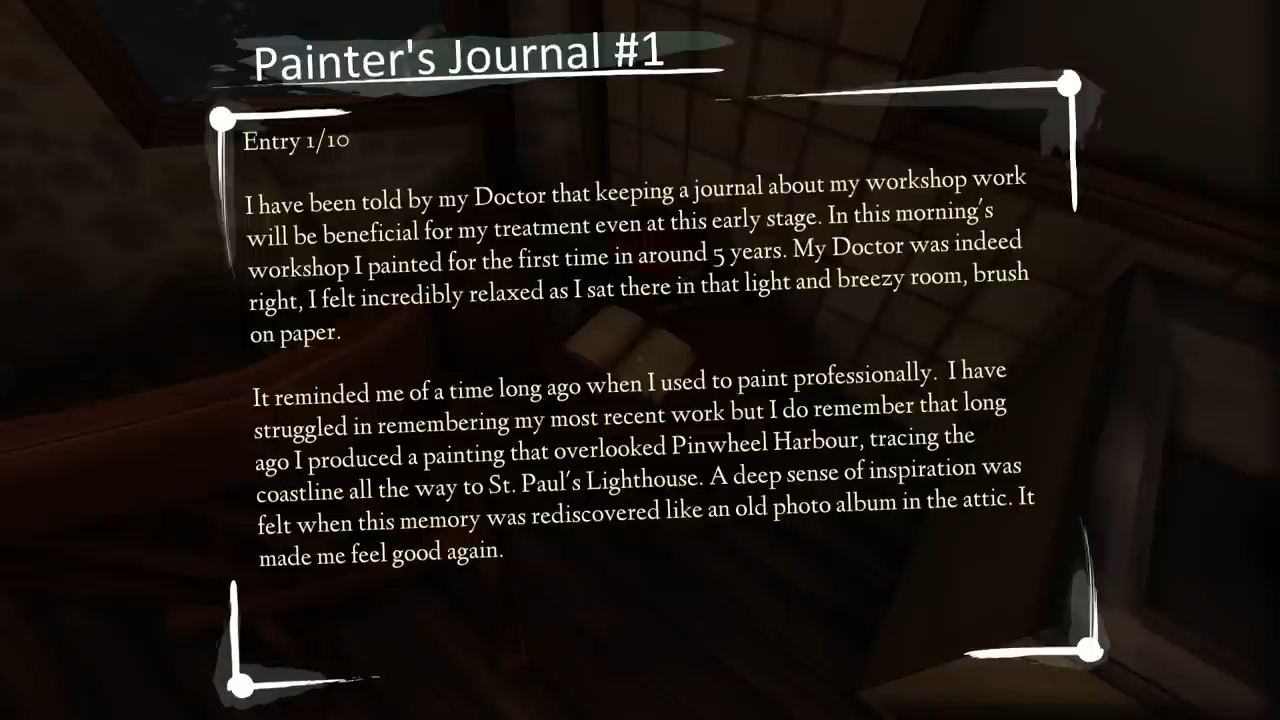 Painter's Journal #1
Entry 1/10
I have been told by my Doctor that keeping a journal about my workshop work
will be beneficial for my treatment even at this early stage. In this morning's
workshop I painted for the first time in around 5 years. My Doctor was indeed
right, I felt incredibly relaxed as I sat there in that light and breezy room, brush
on paper.
It reminded me of a time long ago when I used to paint professionally.  I have
struggled in remembering my most recent work but I do remember that long
ago I produced a painting that overlooked Pinwheel Harbour, tracing the
coastline all the way to St. Paul's Lighthouse. A deep sense of inspiration was
felt when this memory was rediscovered like an old photo album in the attic. It
made me feel good again.